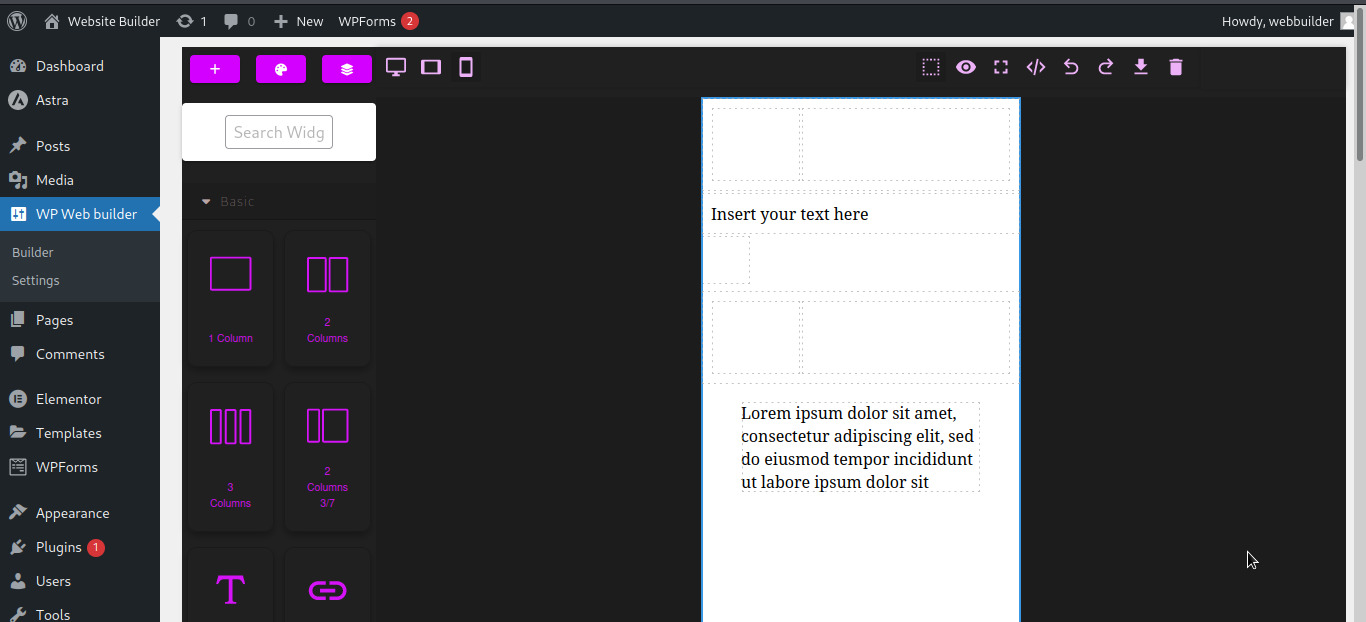 Website Builder 1 0 New WPForms 2 Howdy, webbuilder
Dashboard
Astra
Posts
Media
WP Web builder
Builder
Settings
Pages
Comments
Elementor
Templates
WPForms
Appearance
Plugins 1
Users
Tools
Search Widg
Basic
1 Column
2
Columns
3
Columns
2
Columns
3/7
Insert your text here
Lorem ipsum dolor sit amet,
consectetur adipiscing elit, sed
do eiusmod tempor incididunt
ut labore ipsum dolor sit